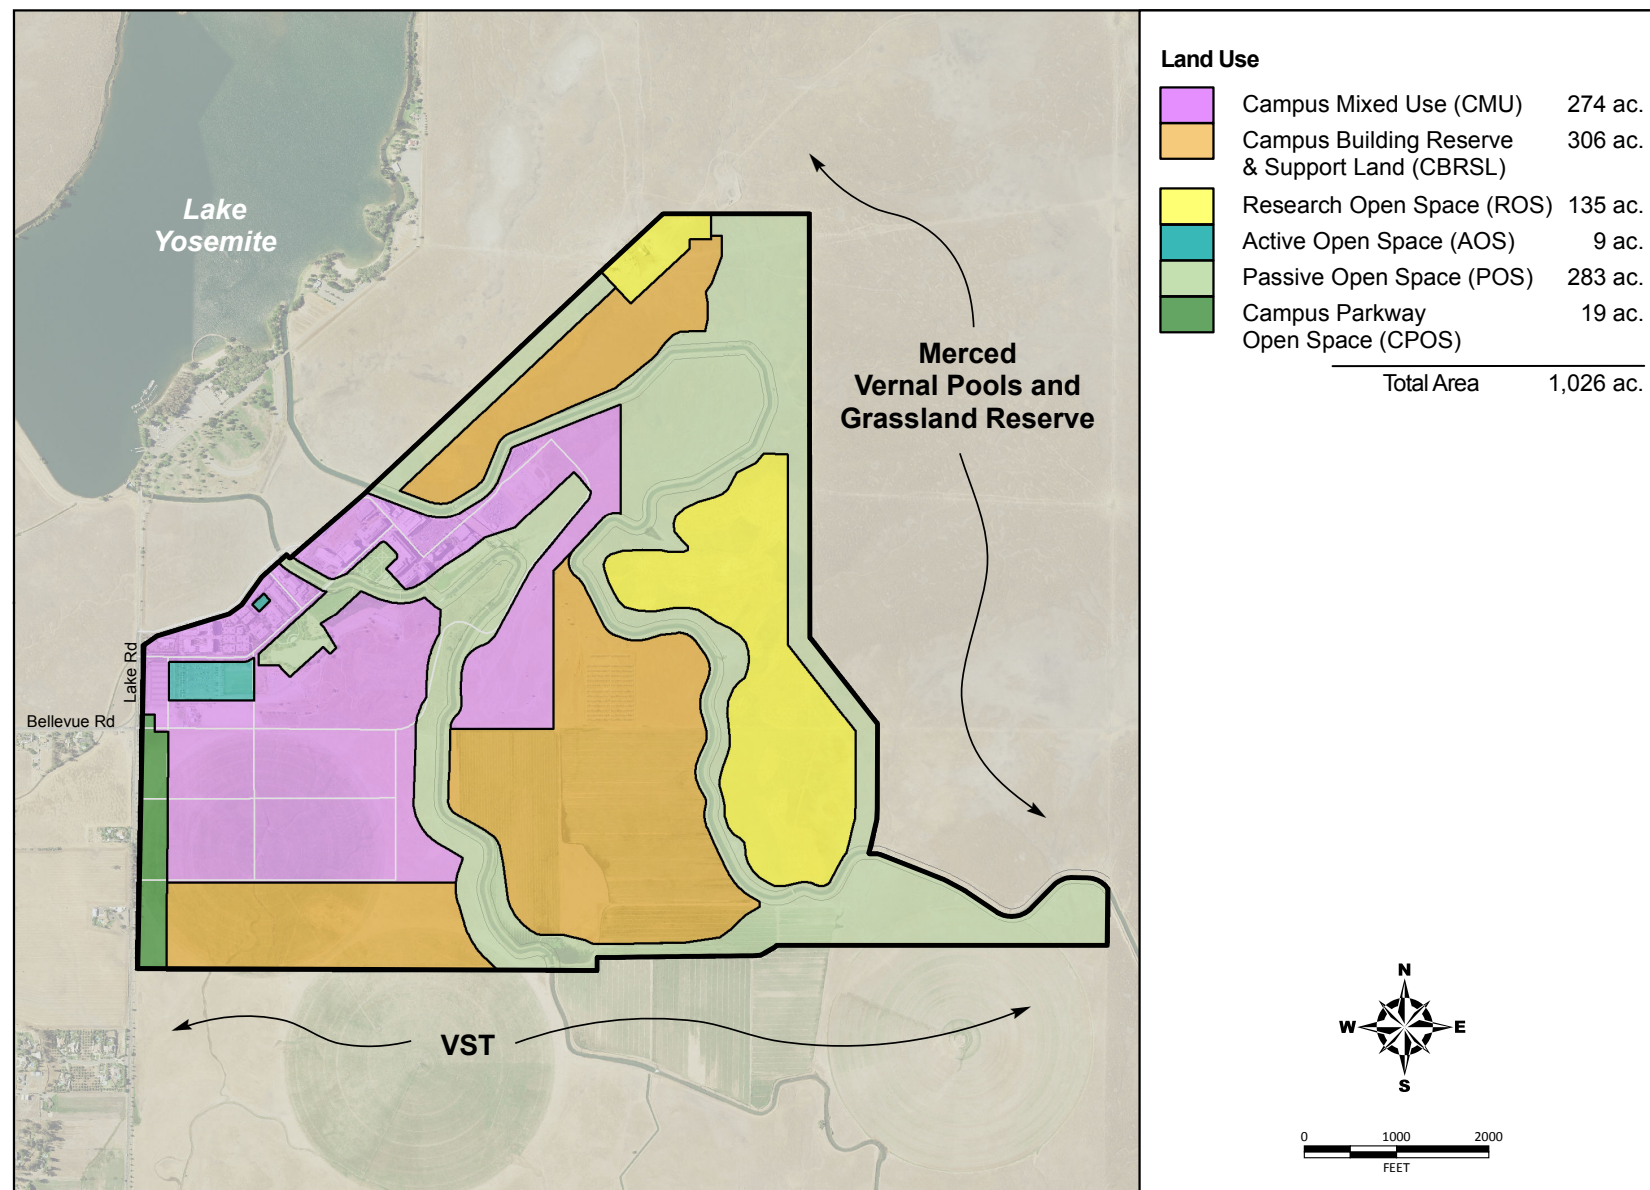 Land Use
Campus Mixed Use (CMU) 274 ac.
Campus Building Reserve 306 ac.
& Support Land (CBRSL)
Research Open Space (ROS) 135 ac.
Active Open Space (AOS) 9 ac.
Passive Open Space (POS) 283 ac.
Campus Parkway 19 ac.
Open Space (CPOS)
Total Area 1,026 ac.
Lake
Yosemite
Merced
Vernal Pools and
Grassland Reserve
Lake Rd
Bellevue Rd
VST
N
W E
S
0 1000 2000
FEET